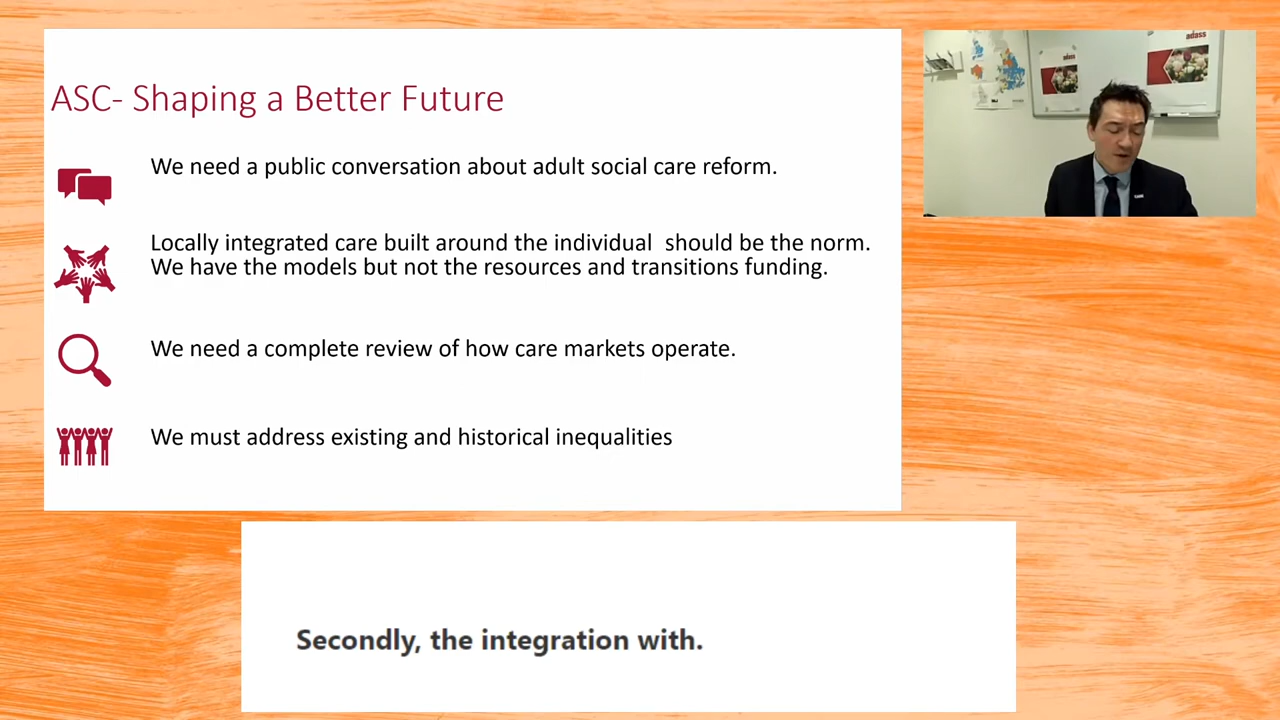 ASC- Shaping a Better Future
We need a public conversation about adult social care reform.
Locally integrated care built around the individual  should be the norm.
We have the models but not the resources and transitions funding.
We need a complete review of how care markets operate.
We must address existing and historical inequalities
adass
Secondly, the integration with.